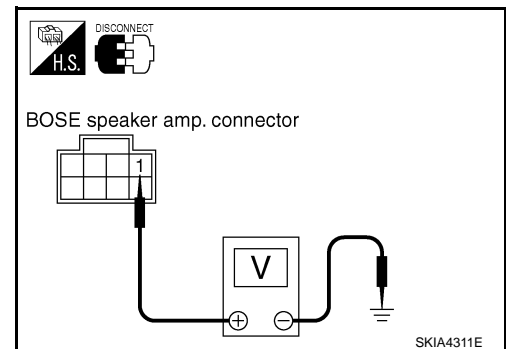 DISCONNECT
H.S.
BOSE speaker amp. connector
1
V
+ −
SKIA4311E